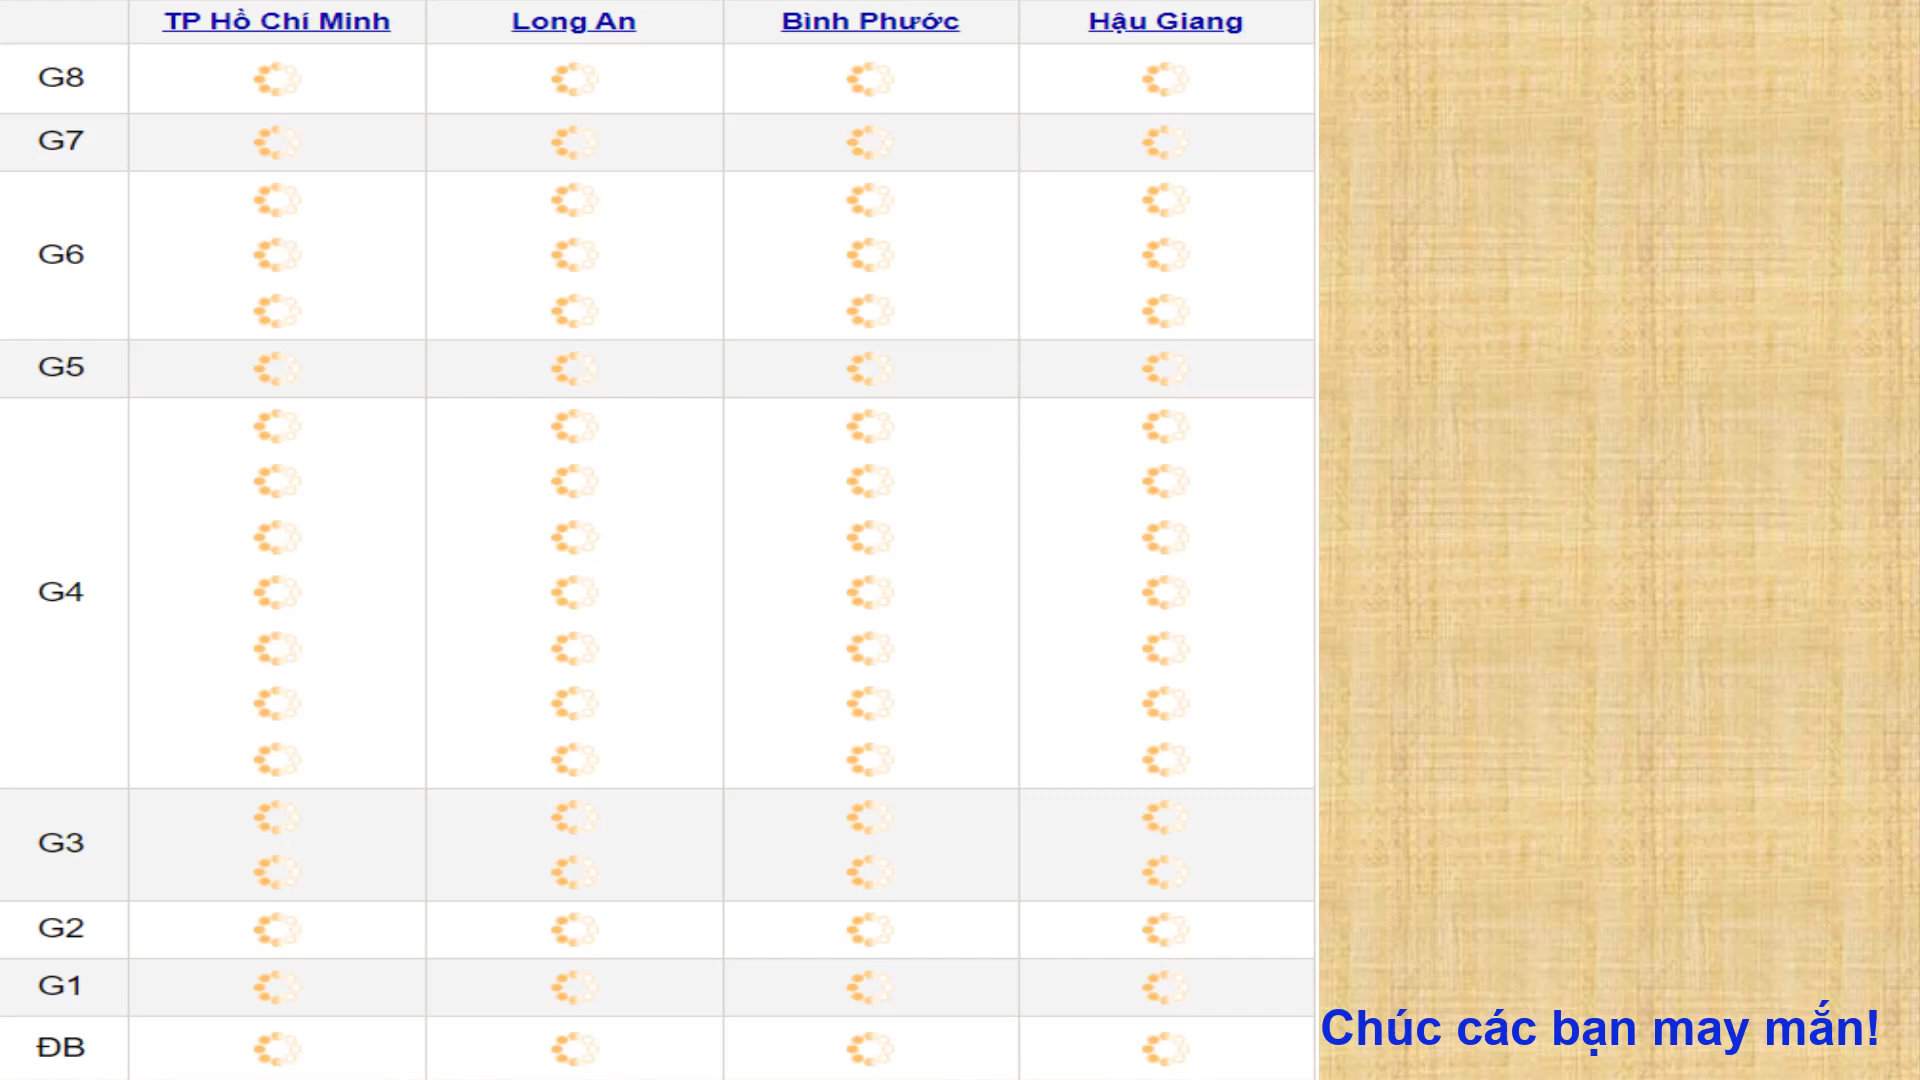 TP Hồ Chí Minh Long An Bình Phước Hậu Giang
G8
G7
G6
G5
G4
G3
G2
G1
ĐB
Chúc các bạn may mắn!